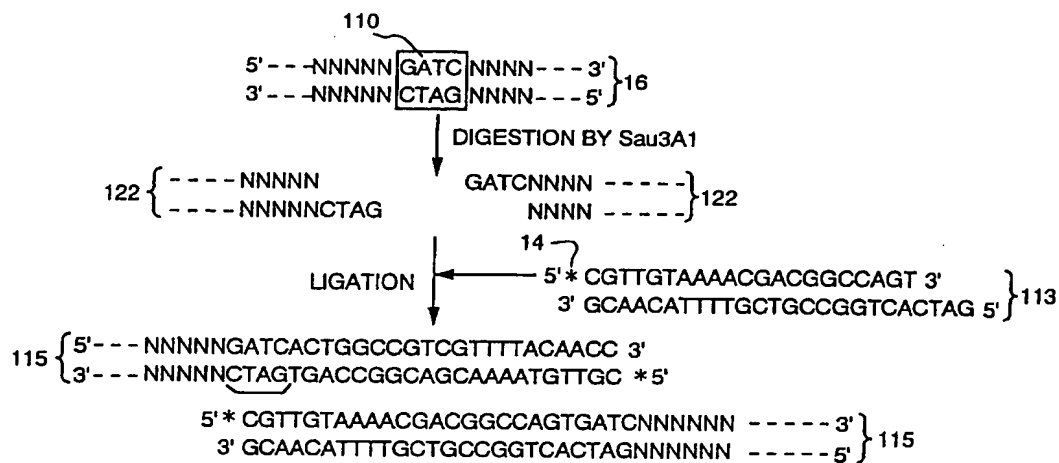 110
5' - - - NNNNN GATC NNNN - - - 3'
3' - - - NNNNN CTAG NNNN - - - 5'
16
DIGESTION BY Sau3A1
122 - - - - NNNNN GATCNNNN - - - - - 122
- - - - NNNNNCTAG NNNN - - - - -
14
LIGATION
5' * CGTTGTAAAACGACGGCCAGT 3'
3' GCAACATTTTGCTGCCGGTCACTAG 5'
113
115
5' - - - NNNNNGATCACTGGCCGTCGTTTTACAACC 3'
3' - - - NNNNNCTAGTGACCGGCAGCAAAATGTTGC *5'
5' * CGTTGTAAAACGACGGCCAGTGATCNNNNNN - - - - - 3'
3' GCAACATTTTGCTGCCGGTCACTAGNNNNNN - - - - - 5'
115